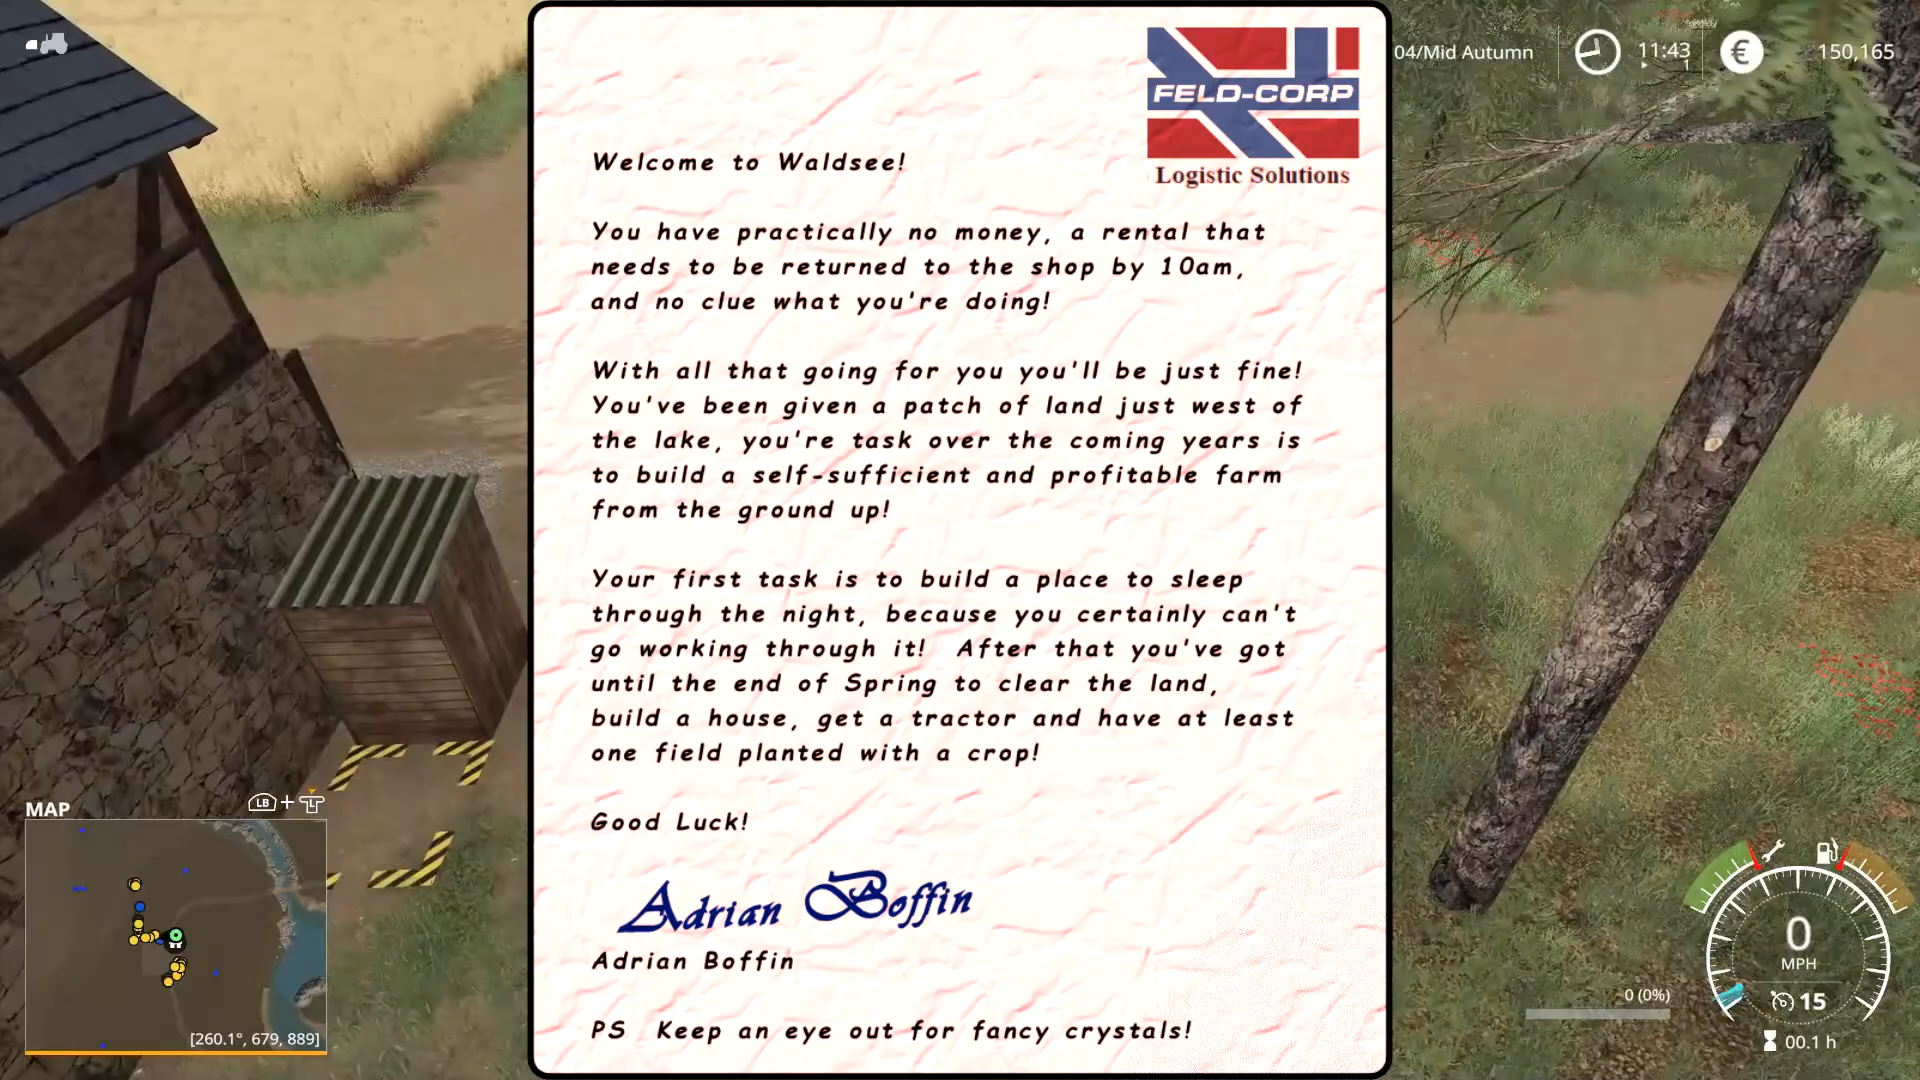 04/Mid Autumn
11:43
1
€
150,165
FELD-CORP
Logistic Solutions
Welcome to Waldsee!
You have practically no money, a rental that
needs to be returned to the shop by 10am,
and no clue what you're doing!
With all that going for you you'll be just fine!
You've been given a patch of land just west of
the lake, you're task over the coming years is
to build a self-sufficient and profitable farm
from the ground up!
Your first task is to build a place to sleep
through the night, because you certainly can't
go working through it!  After that you've got
until the end of Spring to clear the land,
build a house, get a tractor and have at least
one field planted with a crop!
Good Luck!
Adrian Boffin
Adrian Boffin
PS  Keep an eye out for fancy crystals!
MAP
LB + L
[260.1°, 679, 889]
0
MPH
0 (0%)
15
00.1 h